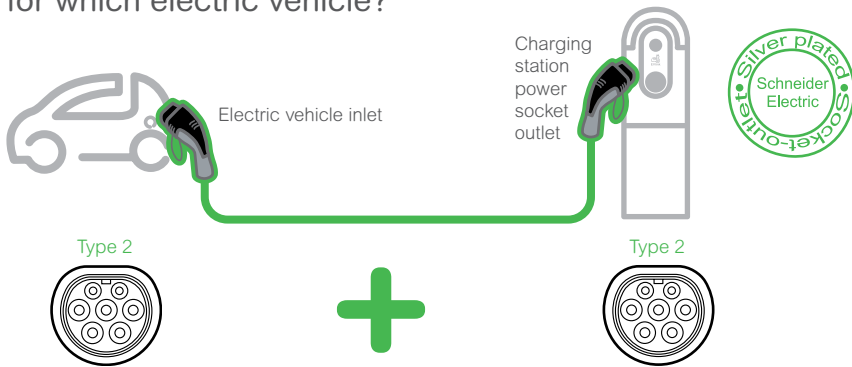 for which electric vehicle?
Charging
station
power
socket
outlet
Electric vehicle inlet
• Silver plated •
Socket-outlet
Schneider
Electric
Type 2
Type 2